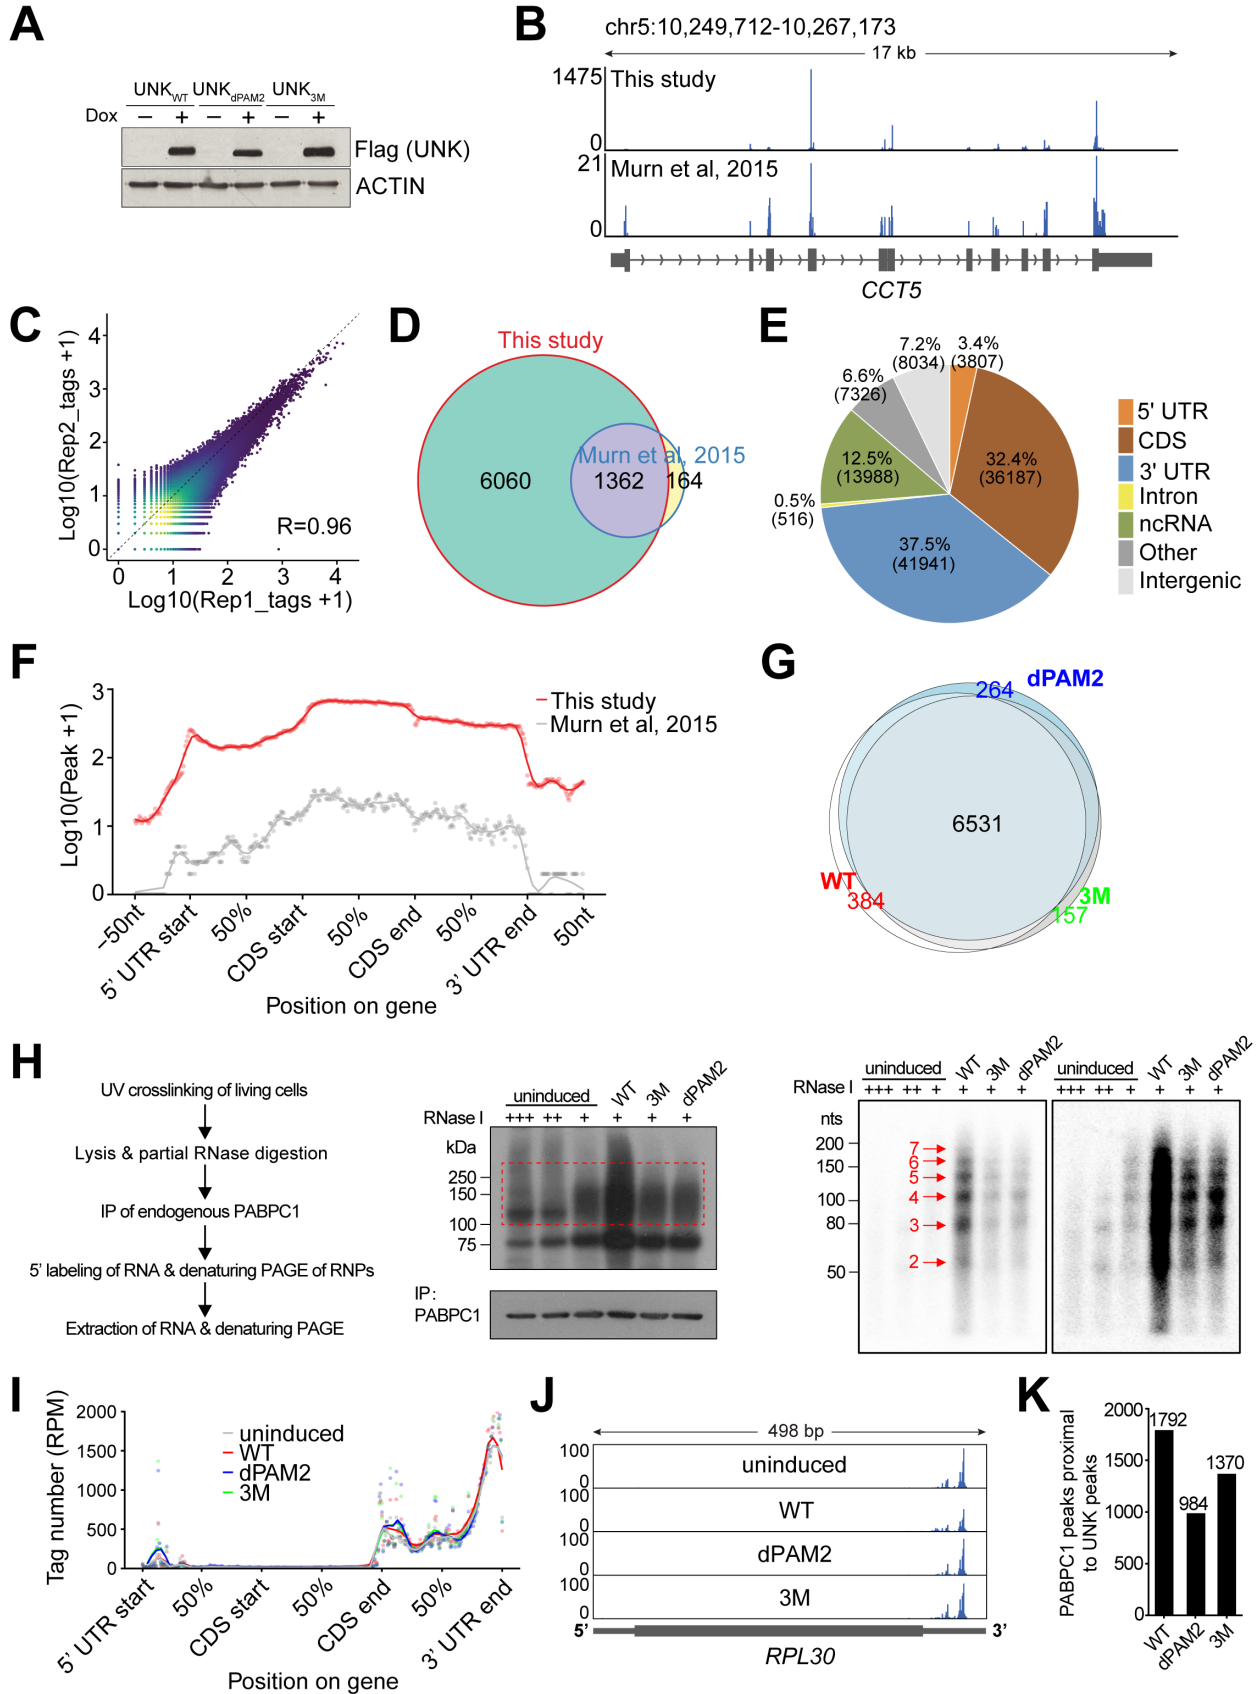 A
UNKWT UNKdPAM2 UNK3M
Dox − + − + − +
Flag (UNK)
ACTIN
B
chr5:10,249,712-10,267,173
17 kb
1475
This study
0
21
Murn et al, 2015
0
CCT5
C
Log10(Rep2_tags +1)
4
3
2
1
0
R=0.96
0 1 2 3 4
Log10(Rep1_tags +1)
D
This study
Murn et al, 2015
6060
1362
164
E
7.2%
(8034)
3.4%
(3807)
6.6%
(7326)
12.5%
(13988)
32.4%
(36187)
0.5%
(516)
37.5%
(41941)
5' UTR
CDS
3' UTR
Intron
ncRNA
Other
Intergenic
F
Log10(Peak +1)
3
2
1
0
This study
Murn et al, 2015
−50nt
5’ UTR start
50%
CDS start
50%
CDS end
50%
3’ UTR end
50nt
Position on gene
G
dPAM2
264
6531
WT
384
3M
157
H
UV crosslinking of living cells
Lysis & partial RNase digestion
IP of endogenous PABPC1
5’ labeling of RNA & denaturing PAGE of RNPs
Extraction of RNA & denaturing PAGE
uninduced WT 3M dPAM2
RNase I +++ ++ + + + +
kDa
250
150
100
75
IP:
PABPC1
uninduced WT 3M dPAM2 uninduced WT 3M dPAM2
RNase I +++ ++ + + + + +++ ++ + + + +
nts
200
150
100
80
50
7
6
5
4
3
2
I
Tag number (RPM)
2000
1500
1000
500
0
uninduced
WT
dPAM2
3M
5’ UTR start
50%
CDS start
50%
CDS end
50%
3’ UTR end
Position on gene
J
498 bp
100
uninduced
0
100
WT
0
100
dPAM2
0
100
3M
0
5’ 3’
RPL30
K
PABPC1 peaks proximal
to UNK peaks
2000
1500
1000
500
0
1792
984
1370
WT
dPAM2
3M